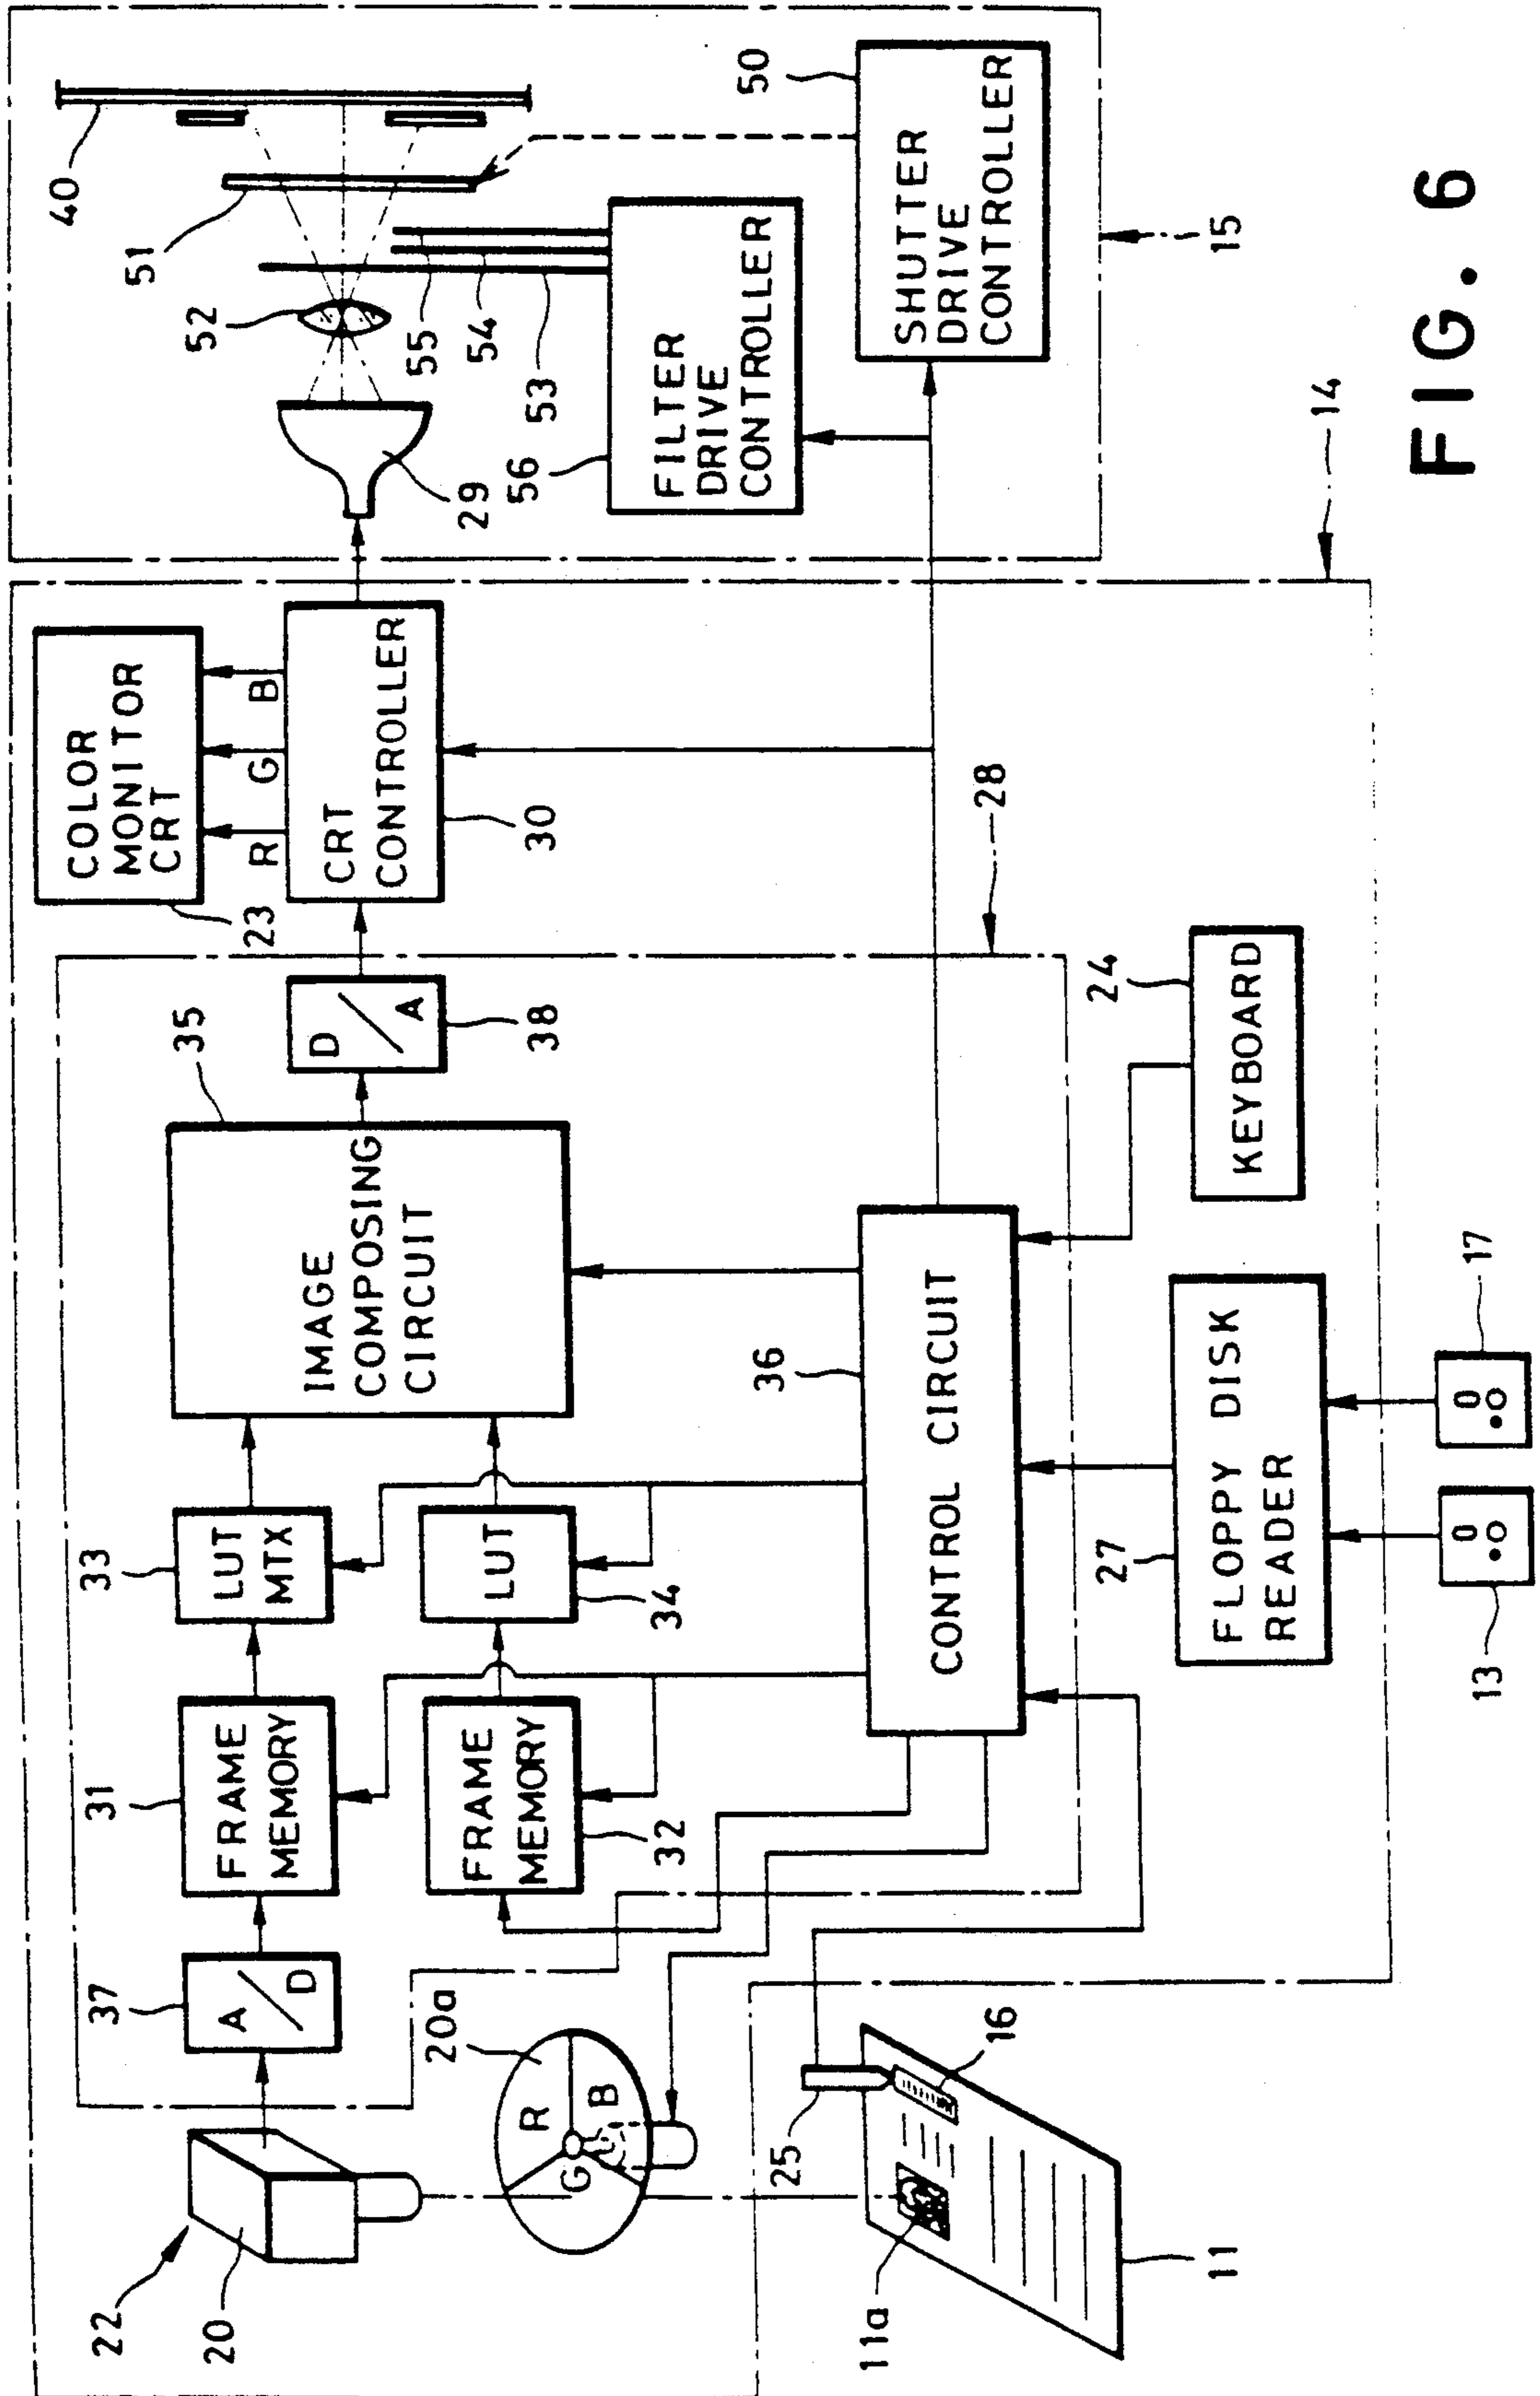 FIG. 6
22
20
37
A / D
31
FRAME
MEMORY
33
LUT
MTX
35
IMAGE
COMPOSING
CIRCUIT
D / A
38
COLOR
MONITOR
CRT
23
R
G
B
CRT
CONTROLLER
30
40
51
52
55
54
53
29
56
FILTER
DRIVE
CONTROLLER
50
SHUTTER
DRIVE
CONTROLLER
15
14
28
32
FRAME
MEMORY
34
LUT
36
CONTROL CIRCUIT
20a
R
G
B
25
16
11a
11
24
KEYBOARD
27
FLOPPY DISK
READER
13
17